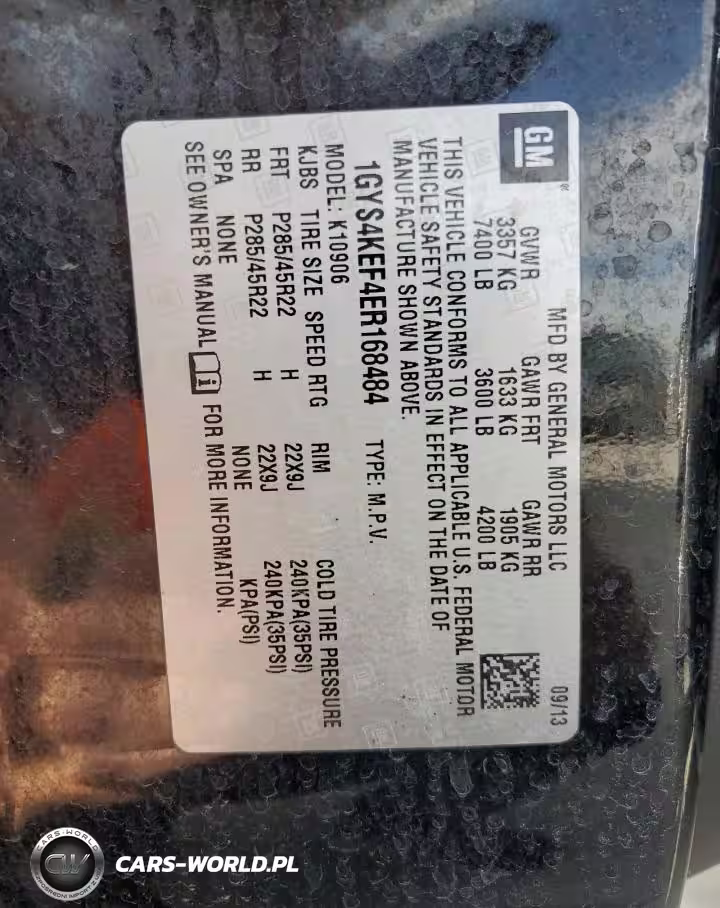 GM
®
MFD BY GENERAL MOTORS LLC 09/13
GVWR GAWR FRT GAWR RR
3357 KG 1633 KG 1905 KG
7400 LB 3600 LB 4200 LB
THIS VEHICLE CONFORMS TO ALL APPLICABLE U.S. FEDERAL MOTOR
VEHICLE SAFETY STANDARDS IN EFFECT ON THE DATE OF
MANUFACTURE SHOWN ABOVE.
1GYS4KEF4ER168484 TYPE: M.P.V.
MODEL: K10906
KJBS TIRE SIZE SPEED RTG RIM COLD TIRE PRESSURE
FRT P285/45R22 H 22X9J 240KPA(35PSI)
RR P285/45R22 H 22X9J 240KPA(35PSI)
SPA NONE NONE KPA(PSI)
SEE OWNER'S MANUAL FOR MORE INFORMATION.
CARS-WORLD
CW
CARS-WORLD.PL